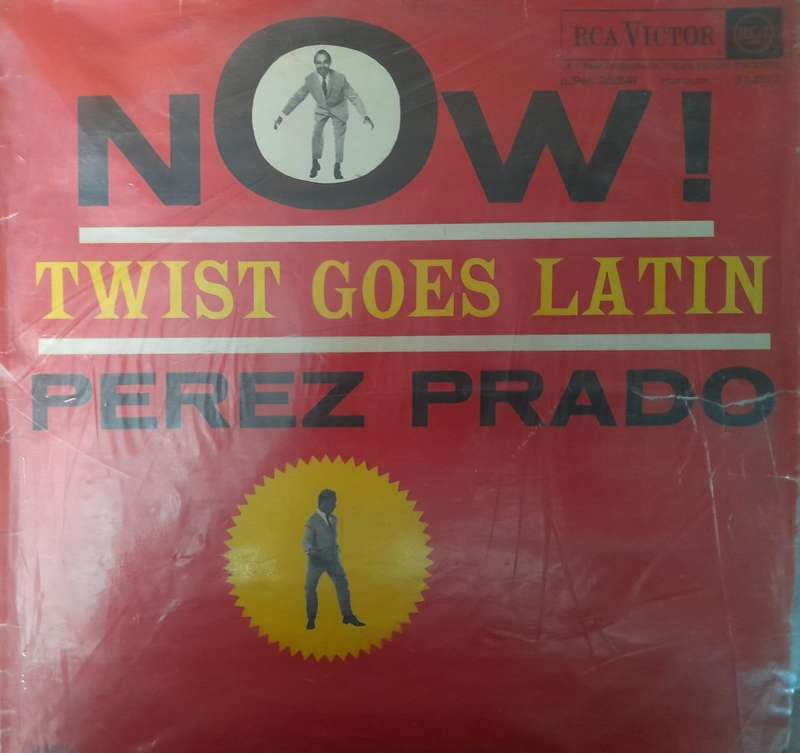 RCA VICTOR
NOW!
TWIST GOES LATIN
PEREZ PRADO